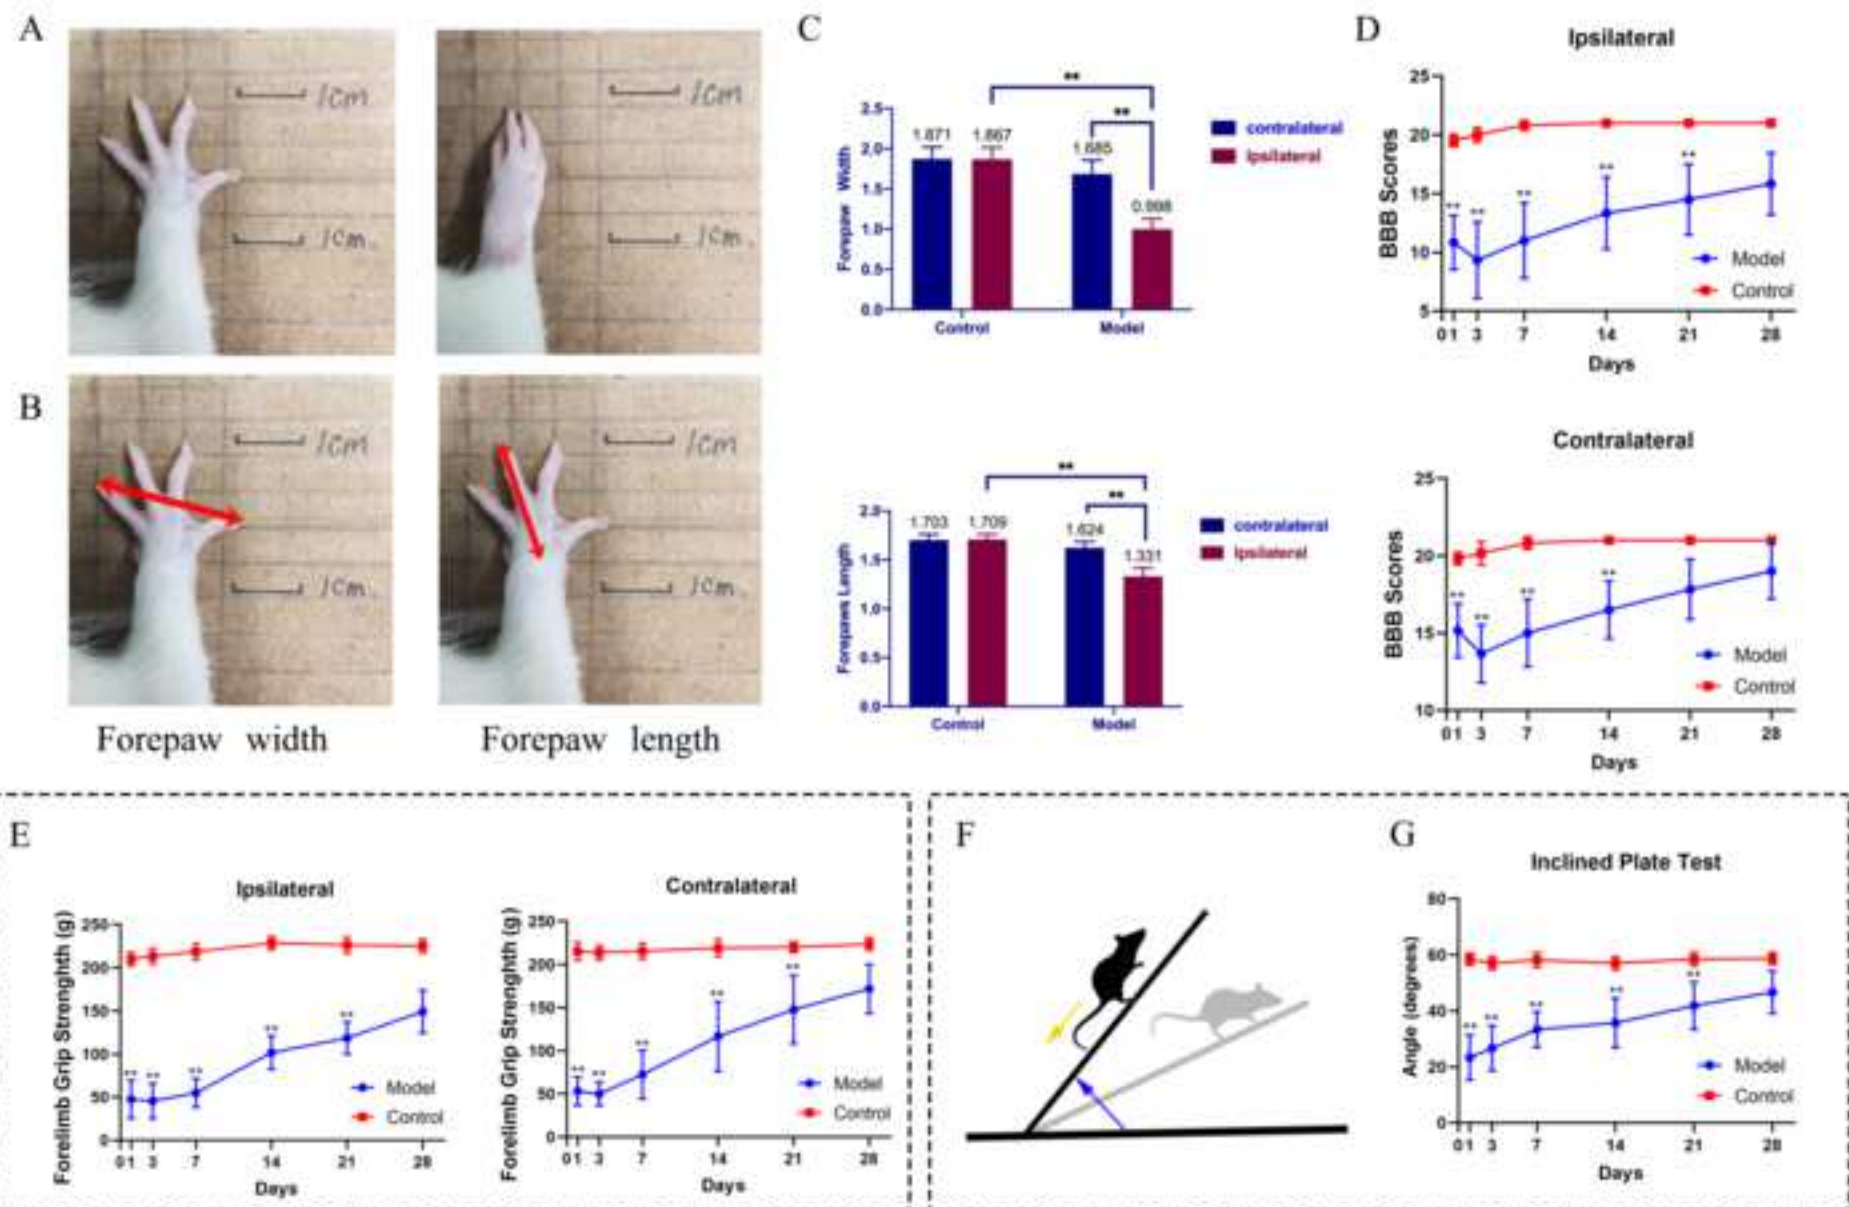 A
1cm
1cm.
1cm
1cm.
B
1cm
1cm.
1cm
1cm.
Forepaw width
Forepaw length
C
**
**
2.5
2.0
1.5
1.0
0.5
0.0
Forepaw Width
1.871
1.867
1.685
0.998
Control
Model
contralateral
Ipsilateral
**
**
2.0
1.5
1.0
0.5
0.0
Forepaws Length
1.703
1.709
1.624
1.331
Control
Model
contralateral
Ipsilateral
D
Ipsilateral
25
20
15
10
5
BBB Scores
**
**
**
**
**
Model
Control
0 1 3 7 14 21 28
Days
Contralateral
25
20
15
10
BBB Scores
**
**
**
**
Model
Control
0 1 3 7 14 21 28
Days
E
Ipsilateral
250
200
150
100
50
0
Forelimb Grip Strenghth (g)
**
**
**
**
**
Model
Control
0 1 3 7 14 21 28
Days
Contralateral
250
200
150
100
50
0
Forelimb Grip Strenghth (g)
**
**
**
**
**
Model
Control
0 1 3 7 14 21 28
Days
F
G
Inclined Plate Test
80
60
40
20
0
Angle (degrees)
**
**
**
**
**
Model
Control
0 1 3 7 14 21 28
Days